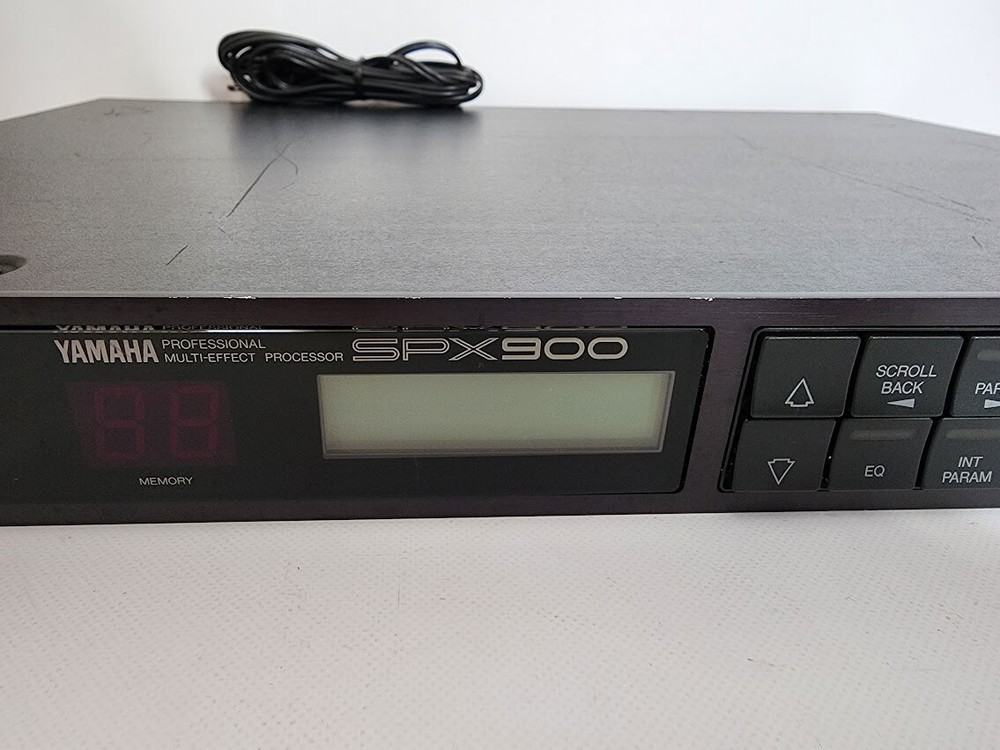 YAMAHA PROFESSIONAL
MULTI-EFFECT PROCESSOR SPX900
MEMORY
SCROLL
BACK
EQ
INT
PARAM